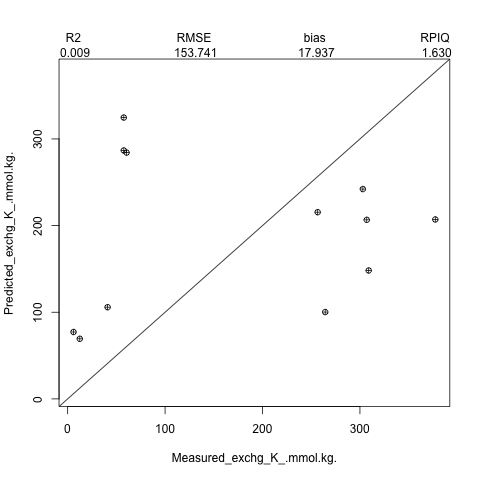 R2 RMSE bias RPIQ
0.009 153.741 17.937 1.630
Predicted_exchg_K_.mmol.kg.
300
200
100
0
0 100 200 300
Measured_exchg_K_.mmol.kg.